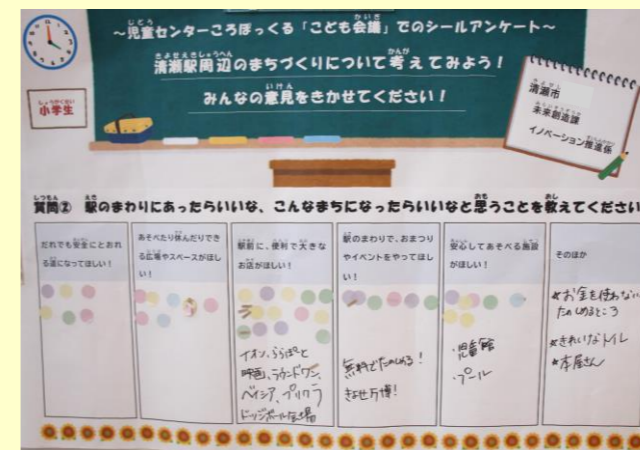 ～児童センターころぽっくる「こども会議」でのシールアンケート～
清瀬駅周辺のまちづくりについて考えてみよう！
みんなの意見をきかせてください！
小学生
清瀬市
未来創造課
イノベーション推進係
質問② 駅のまわりにあったらいいな、こんなまちになったらいいなと思うことを教えてください
だれでも安全にとおれ
る道になってほしい！
あそべたり休んだりでき
る広場やスペースがほし
い！
駅前に、便利で大きな
お店がほしい！
イオン、ららぽと
映画、ラウンドワン、
ベイシア、プリクラ
ドッジボール会場
駅のまわりで、おまつり
やイベントをやってほし
い！
無料でたのしめる！
きよせ万博！
安心してあそべる施設
がほしい！
・児童館
・プール
そのほか
★お金を使わない
たのしめるところ
★きれいなトイレ
★本屋さん